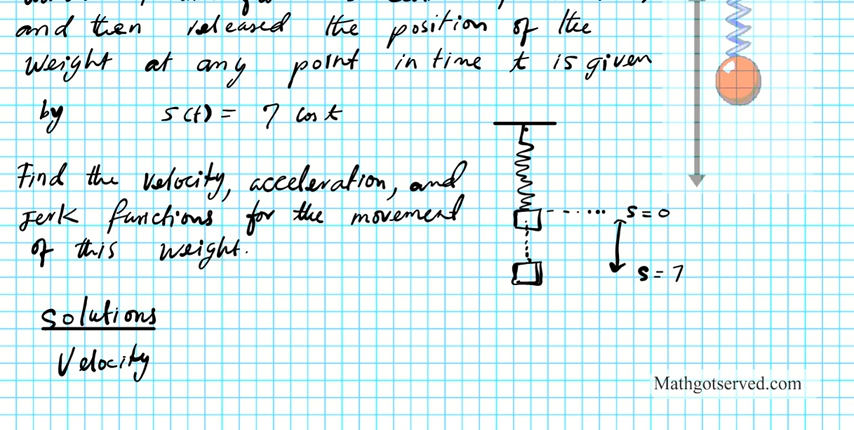 and then released the position of the
weight at any point in time t is given
by s(t) = 7 cos t
Find the velocity, acceleration, and
Jerk functions for the movement
of this weight.
s = 0
s = 7
Solutions
Velocity
Mathgotserved.com